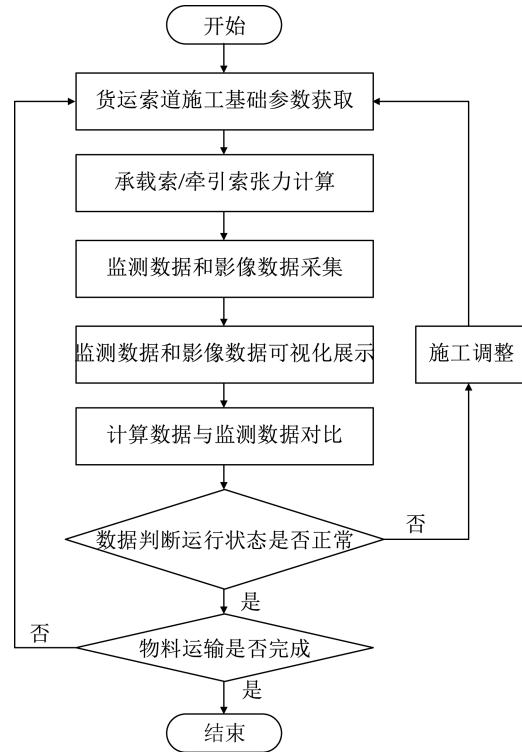 开始
货运索道施工基础参数获取
承载索/牵引索张力计算
监测数据和影像数据采集
监测数据和影像数据可视化展示
施工调整
计算数据与监测数据对比
数据判断运行状态是否正常
否
是
物料运输是否完成
否
是
结束